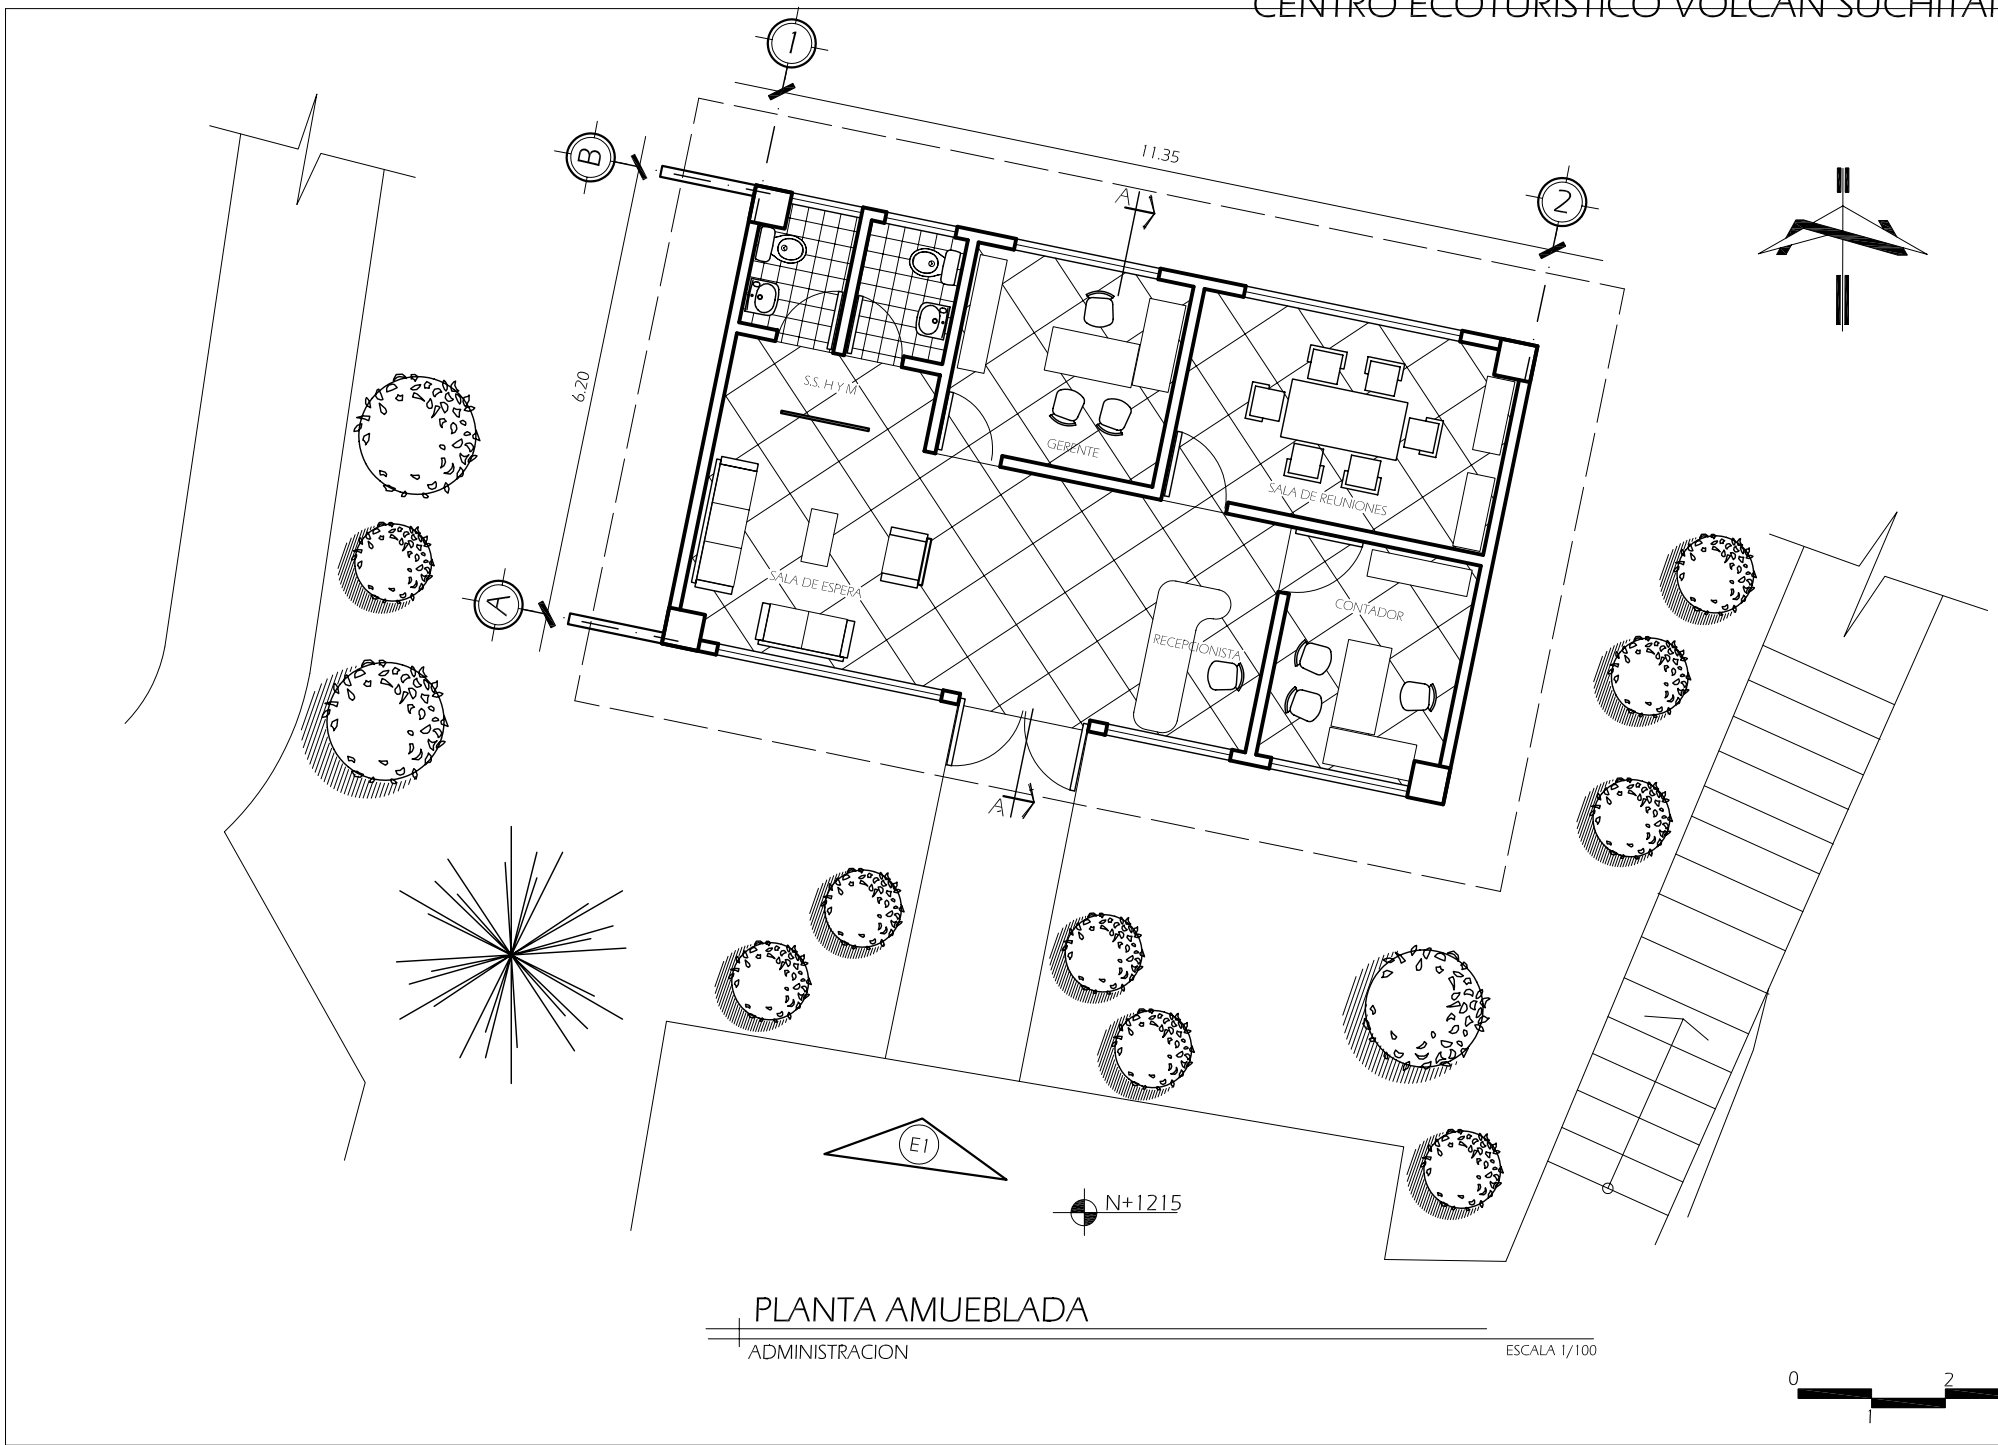 CENTRO ECOTURISTICO VOLCAN
1
B
11.35
2
A
6.20
S.S. H Y M
GERENTE
SALA DE REUNIONES
A
SALA DE ESPERA
CONTADOR
RECEPCIONISTA
A
E1
N+1215
PLANTA AMUEBLADA
ADMINISTRACION
ESCALA 1/100
0
2
1